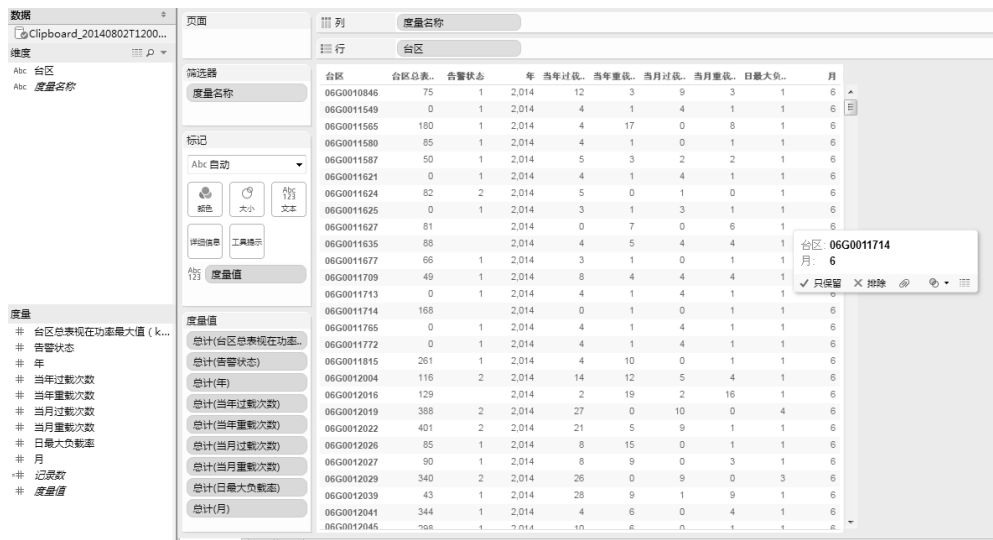 数据
Clipboard_20140802T1200...
维度
Abc 台区
Abc 度量名称
度量
# 台区总表视在功率最大值（k...
# 告警状态
# 年
# 当年过载次数
# 当年重载次数
# 当月过载次数
# 当月重载次数
# 日最大负载率
# 月
# 记录数
# 度量值
页面
筛选器
度量名称
标记
Abc 自动
颜色 大小 Abc 123 文本
详细信息 工具提示
Abc 123 度量值
度量值
总计(台区总表视在功率..
总计(告警状态)
总计(年)
总计(当年过载次数)
总计(当年重载次数)
总计(当月过载次数)
总计(当月重载次数)
总计(日最大负载率)
总计(月)
列 度量名称
行 台区
台区 台区总表.. 告警状态 年 当年过载.. 当年重载.. 当月过载.. 当月重载.. 日最大负.. 月
06G0010846 75 1 2,014 12 3 9 3 1 6
06G0011549 0 1 2,014 4 1 4 1 1 6
06G0011565 180 1 2,014 4 17 0 8 1 6
06G0011580 85 1 2,014 4 1 0 1 1 6
06G0011587 50 1 2,014 5 3 2 2 1 6
06G0011621 0 1 2,014 4 1 4 1 1 6
06G0011624 82 2 2,014 5 0 1 0 1 6
06G0011625 0 1 2,014 3 1 3 1 1 6
06G0011627 81 2,014 0 7 0 6 1 6
06G0011635 88 2,014 4 5 4 4 1
06G0011677 66 1 2,014 3 1 0 1 1
06G0011709 49 1 2,014 8 4 4 4 1
06G0011713 0 1 2,014 4 1 4 1 1 6
06G0011714 168 2,014 0 1 0 1 1 6
06G0011765 0 1 2,014 4 1 4 1 1 6
06G0011772 0 1 2,014 4 1 4 1 1 6
06G0011815 261 1 2,014 4 10 0 1 1 6
06G0012004 116 2 2,014 14 12 5 4 1 6
06G0012016 129 2,014 2 19 2 16 1 6
06G0012019 388 2 2,014 27 0 10 0 4 6
06G0012022 401 2 2,014 21 5 9 1 1 6
06G0012026 85 1 2,014 8 15 0 1 1 6
06G0012027 90 1 2,014 8 9 0 3 1 6
06G0012029 340 2 2,014 26 0 9 0 3 6
06G0012039 43 1 2,014 28 9 1 9 1 6
06G0012041 344 1 2,014 4 6 0 4 1 6
06G0012045 298 1 2,014 10 6 0 1 1 6
台区: 06G0011714
月: 6
只保留 排除